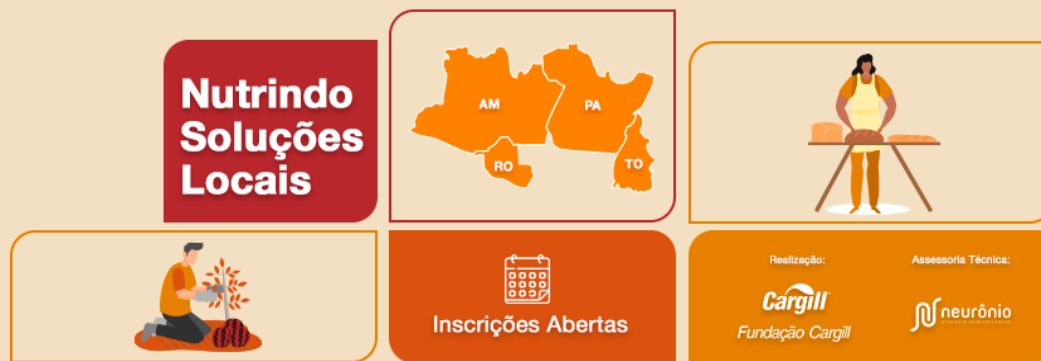 Nutrindo
Soluções
Locais
AM
PA
RO
TO
Inscrições Abertas
Realização:
Cargill
Fundação Cargill
Assessoria Técnica:
neurônio